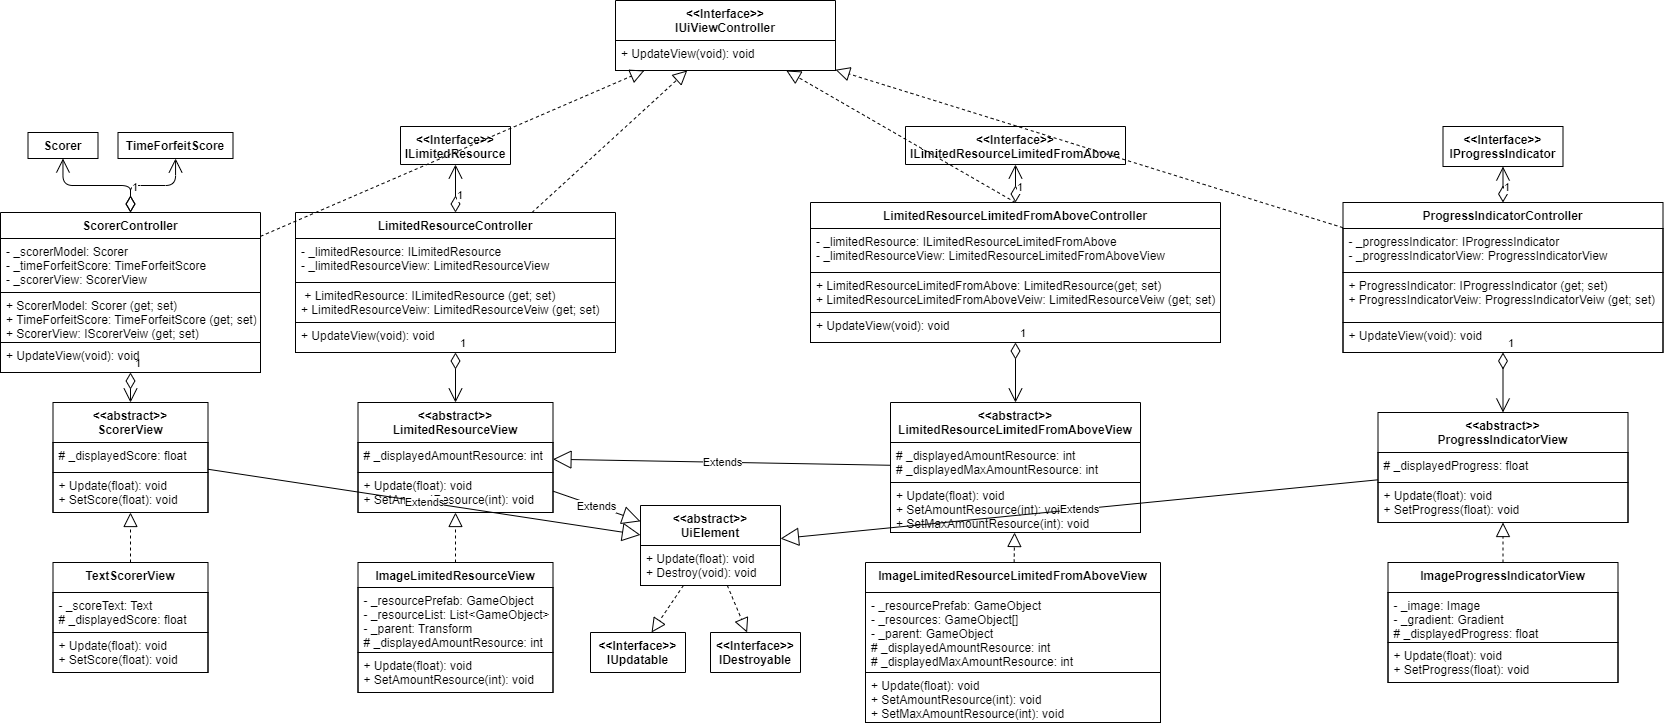 <<Interface>>
IUiViewController
+ UpdateView(void): void
Scorer
TimeForfeitScore
<<Interface>>
ILimitedResource
<<Interface>>
ILimitedResourceLimitedFromAbove
<<Interface>>
IProgressIndicator
1
1
1
1
ScorerController
- _scorerModel: Scorer
- _timeForfeitScore: TimeForfeitScore
- _scorerView: ScorerView
+ ScorerModel: Scorer (get; set)
+ TimeForfeitScore: TimeForfeitScore (get; set)
+ ScorerView: IScorerVeiw (get; set)
+ UpdateView(void): void
1
LimitedResourceController
- _limitedResource: ILimitedResource
- _limitedResourceView: LimitedResourceView
+ LimitedResource: ILimitedResource (get; set)
+ LimitedResourceVeiw: LimitedResourceVeiw (get; set)
+ UpdateView(void): void
1
LimitedResourceLimitedFromAboveController
- _limitedResource: ILimitedResourceLimitedFromAbove
- _limitedResourceView: LimitedResourceLimitedFromAboveView
+ LimitedResourceLimitedFromAbove: LimitedResource(get; set)
+ LimitedResourceLimitedFromAboveVeiw: LimitedResourceVeiw (get; set)
+ UpdateView(void): void
1
ProgressIndicatorController
- _progressIndicator: IProgressIndicator
- _progressIndicatorView: ProgressIndicatorView
+ ProgressIndicator: IProgressIndicator (get; set)
+ ProgressIndicatorVeiw: ProgressIndicatorVeiw (get; set)
+ UpdateView(void): void
1
<<abstract>>
ScorerView
# _displayedScore: float
+ Update(float): void
+ SetScore(float): void
<<abstract>>
LimitedResourceView
# _displayedAmountResource: int
+ Update(float): void
+ SetAmountResource(int): void
<<abstract>>
LimitedResourceLimitedFromAboveView
# _displayedAmountResource: int
# _displayedMaxAmountResource: int
+ Update(float): void
+ SetAmountResource(int): void
+ SetMaxAmountResource(int): void
<<abstract>>
ProgressIndicatorView
# _displayedProgress: float
+ Update(float): void
+ SetProgress(float): void
Extends
Extends
Extends
Extends
<<abstract>>
UiElement
+ Update(float): void
+ Destroy(void): void
TextScorerView
- _scoreText: Text
# _displayedScore: float
+ Update(float): void
+ SetScore(float): void
ImageLimitedResourceView
- _resourcePrefab: GameObject
- _resourceList: List<GameObject>
- _parent: Transform
# _displayedAmountResource: int
+ Update(float): void
+ SetAmountResource(int): void
<<Interface>>
IUpdatable
<<Interface>>
IDestroyable
ImageLimitedResourceLimitedFromAboveView
- _resourcePrefab: GameObject
- _resources: GameObject[]
- _parent: GameObject
# _displayedAmountResource: int
# _displayedMaxAmountResource: int
+ Update(float): void
+ SetAmountResource(int): void
+ SetMaxAmountResource(int): void
ImageProgressIndicatorView
- _image: Image
- _gradient: Gradient
# _displayedProgress: float
+ Update(float): void
+ SetProgress(float): void